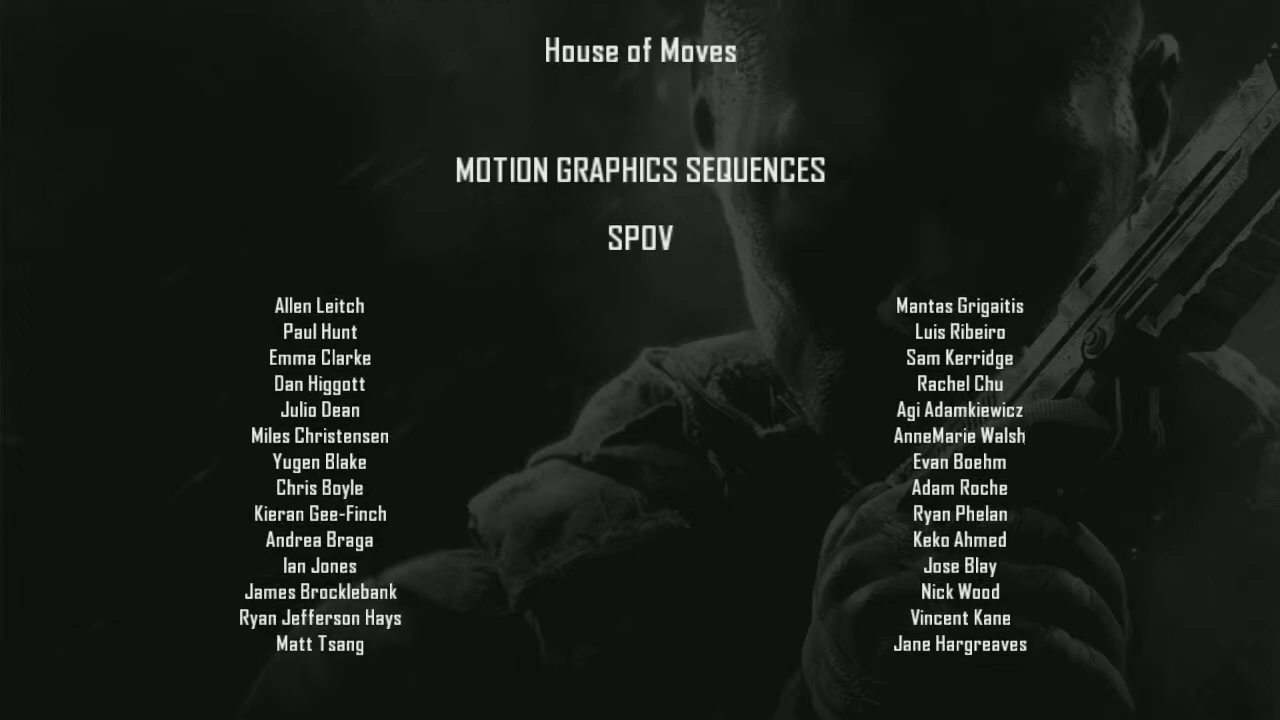 House of Moves
MOTION GRAPHICS SEQUENCES
SPOV
Allen Leitch
Paul Hunt
Emma Clarke
Dan Higgott
Julio Dean
Miles Christensen
Yugen Blake
Chris Boyle
Kieran Gee-Finch
Andrea Braga
Ian Jones
James Brocklebank
Ryan Jefferson Hays
Matt Tsang
Mantas Grigaitis
Luis Ribeiro
Sam Kerridge
Rachel Chu
Agi Adamkiewicz
AnneMarie Walsh
Evan Boehm
Adam Roche
Ryan Phelan
Keko Ahmed
Jose Blay
Nick Wood
Vincent Kane
Jane Hargreaves